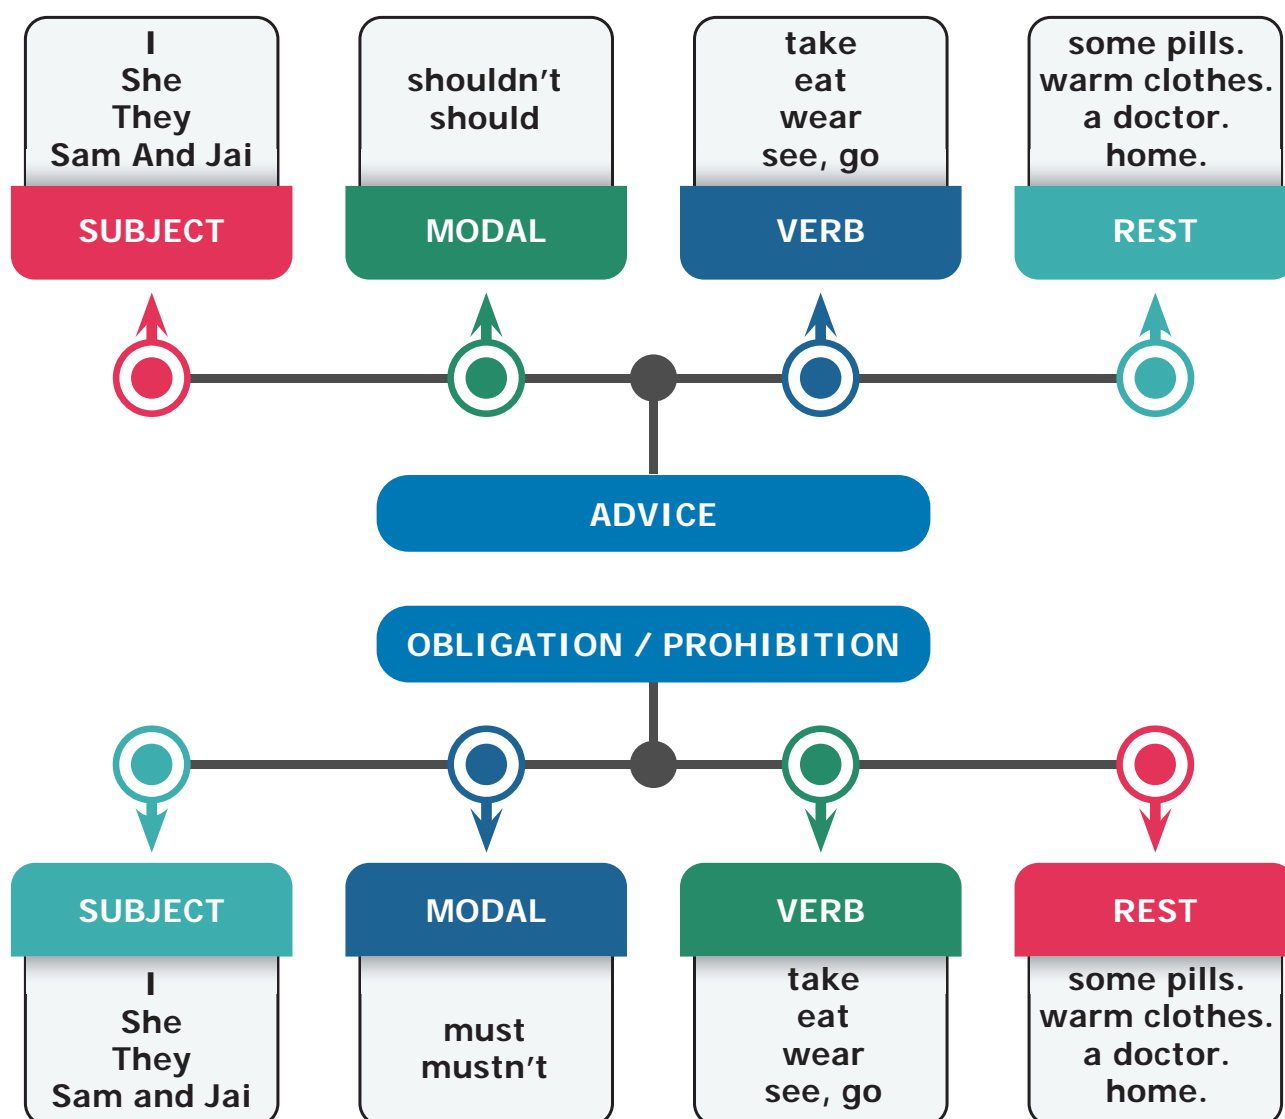 I
She
They
Sam And Jai
SUBJECT
shouldn't
should
MODAL
take
eat
wear
see, go
VERB
some pills.
warm clothes.
a doctor.
home.
REST
ADVICE
OBLIGATION / PROHIBITION
SUBJECT
I
She
They
Sam and Jai
MODAL
must
mustn't
VERB
take
eat
wear
see, go
REST
some pills.
warm clothes.
a doctor.
home.